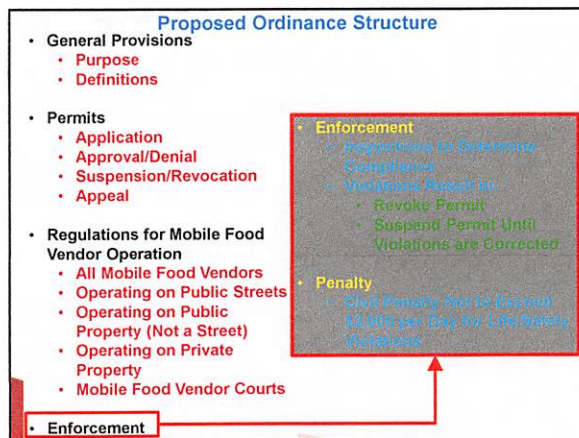 Proposed Ordinance Structure
• General Provisions
• Purpose
• Definitions
• Permits
• Application
• Approval/Denial
• Suspension/Revocation
• Appeal
• Regulations for Mobile Food
Vendor Operation
• All Mobile Food Vendors
• Operating on Public Streets
• Operating on Public
Property (Not a Street)
• Operating on Private
Property
• Mobile Food Vendor Courts
• Enforcement
• Enforcement
• Inspections to Determine
Compliance
• Violations Result in:
• Revoke Permit
• Suspend Permit Until
Violations are Corrected
• Penalty
• Civil Penalty Not to Exceed
$2,000 per Day for Life/Safety
Violations